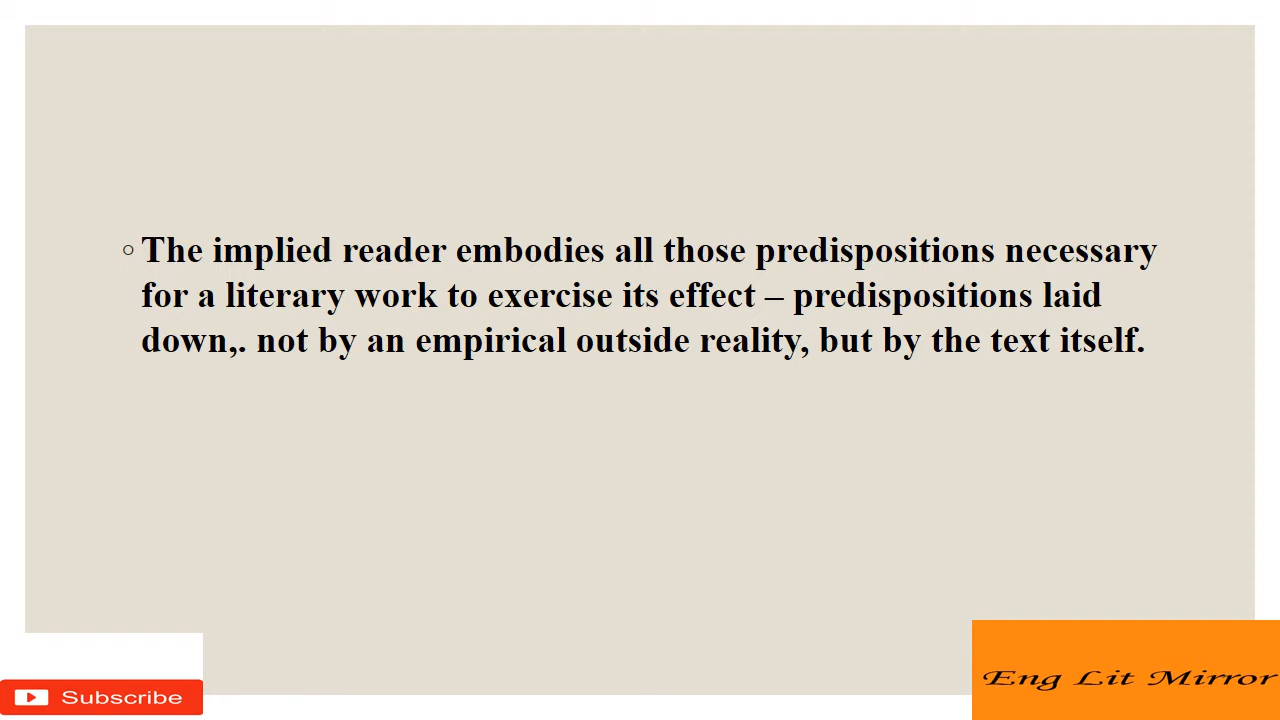 ◦ The implied reader embodies all those predispositions necessary
for a literary work to exercise its effect – predispositions laid
down,. not by an empirical outside reality, but by the text itself.
Subscribe
Eng Lit Mirror